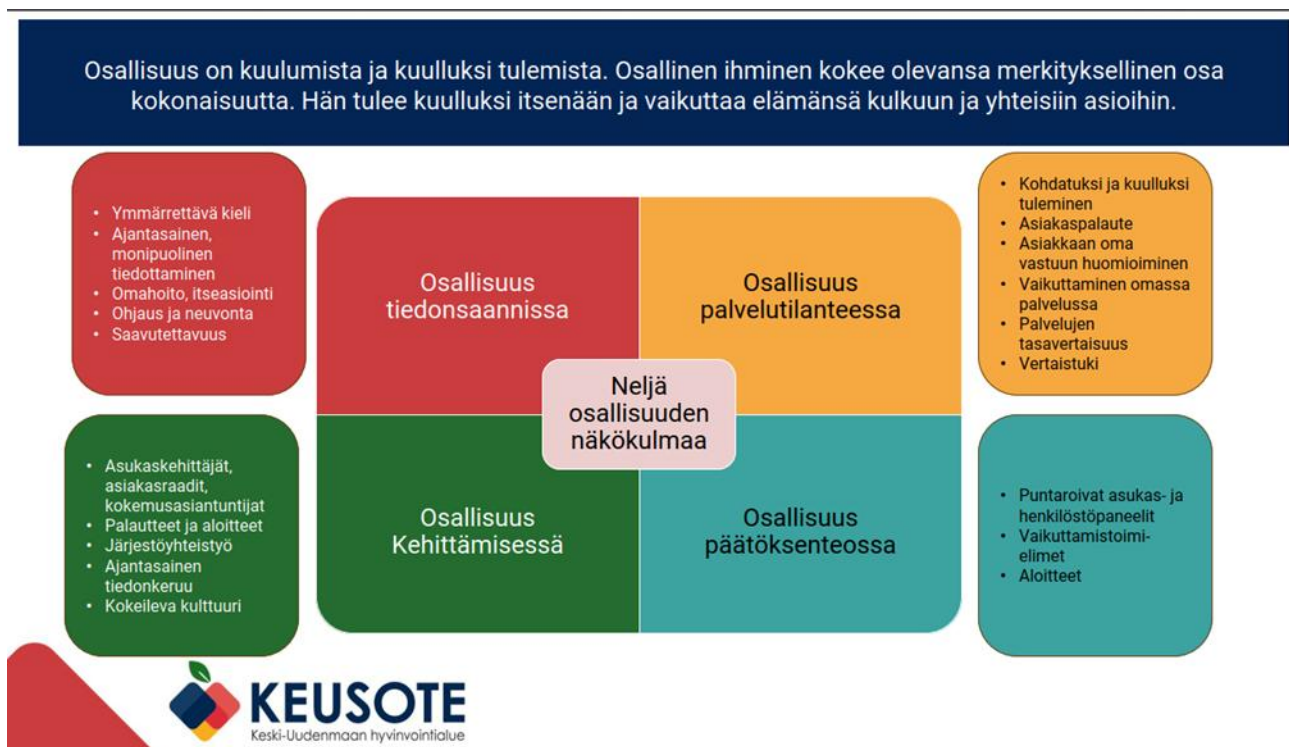 Osallisuus on kuulumista ja kuulluksi tulemista. Osallinen ihminen kokee olevansa merkityksellinen osa
kokonaisuutta. Hän tulee kuulluksi itsenään ja vaikuttaa elämänsä kulkuun ja yhteisiin asioihin.
• Ymmärrettävä kieli
• Ajantasainen,
monipuolinen
tiedottaminen
• Omahoito, itseasiointi
• Ohjaus ja neuvonta
• Saavutettavuus
Osallisuus
tiedonsaannissa
Osallisuus
palvelutilanteessa
• Kohdatuksi ja kuulluksi
tuleminen
• Asiakaspalaute
• Asiakkaan oma
vastuun huomioiminen
• Vaikuttaminen omassa
palvelussa
• Palvelujen
tasavertaisuus
• Vertaistuki
Neljä
osallisuuden
näkökulmaa
• Asukaskehittäjät,
asiakasraadit,
kokemusasiantuntijat
• Palautteet ja aloitteet
• Järjestöyhteistyö
• Ajantasainen
tiedonkeruu
• Kokeileva kulttuuri
Osallisuus
Kehittämisessä
Osallisuus
päätöksenteossa
• Puntaroivat asukas- ja
henkilöstöpaneelit
• Vaikuttamistoimi-
elimet
• Aloitteet
KEUSOTE
Keski-Uudenmaan hyvinvointialue